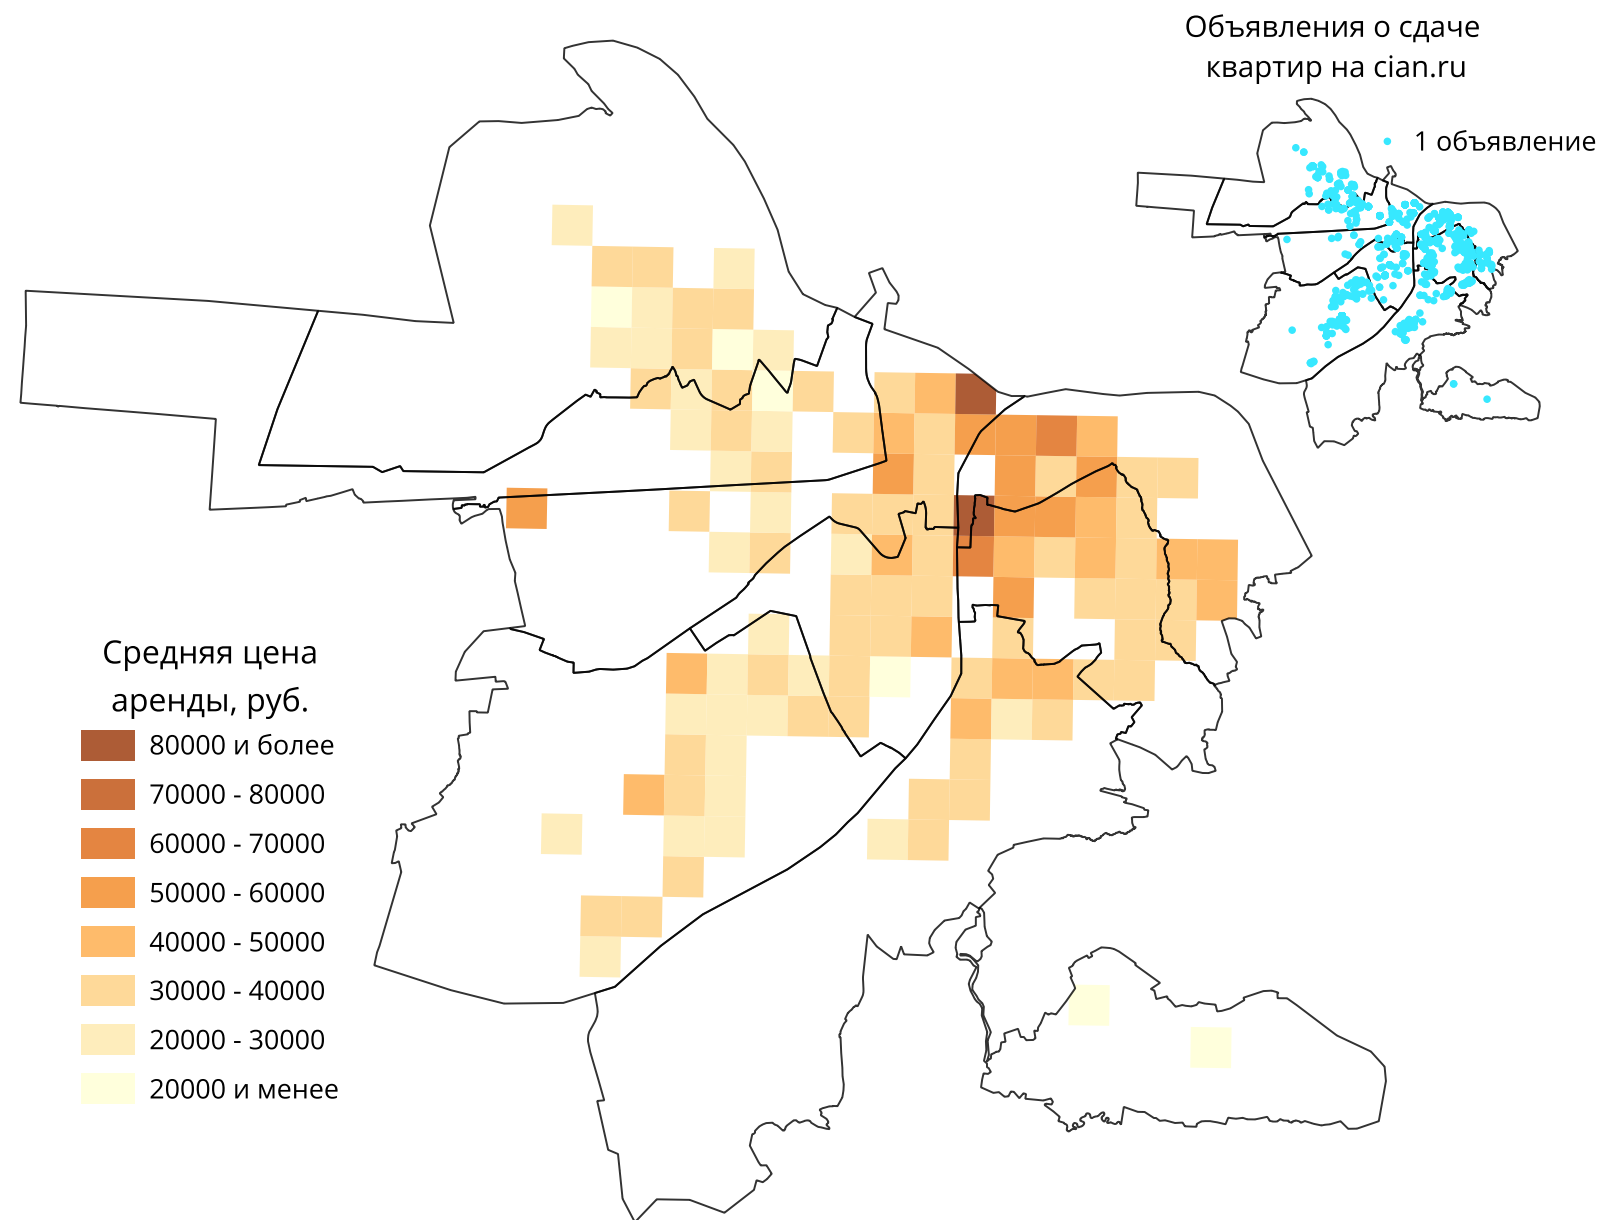 Объявления о сдаче
квартир на cian.ru
1 объявление
Средняя цена
аренды, руб.
80000 и более
70000 - 80000
60000 - 70000
50000 - 60000
40000 - 50000
30000 - 40000
20000 - 30000
20000 и менее